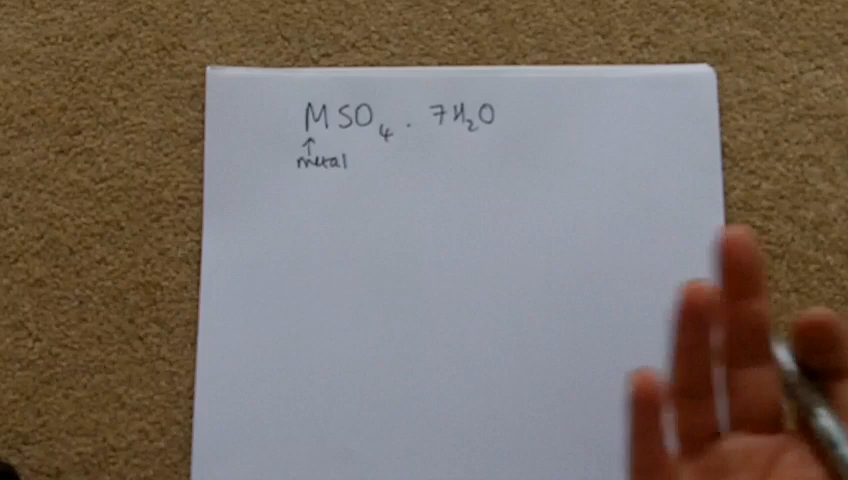 MSO₄ . 7H₂O
↑
metal